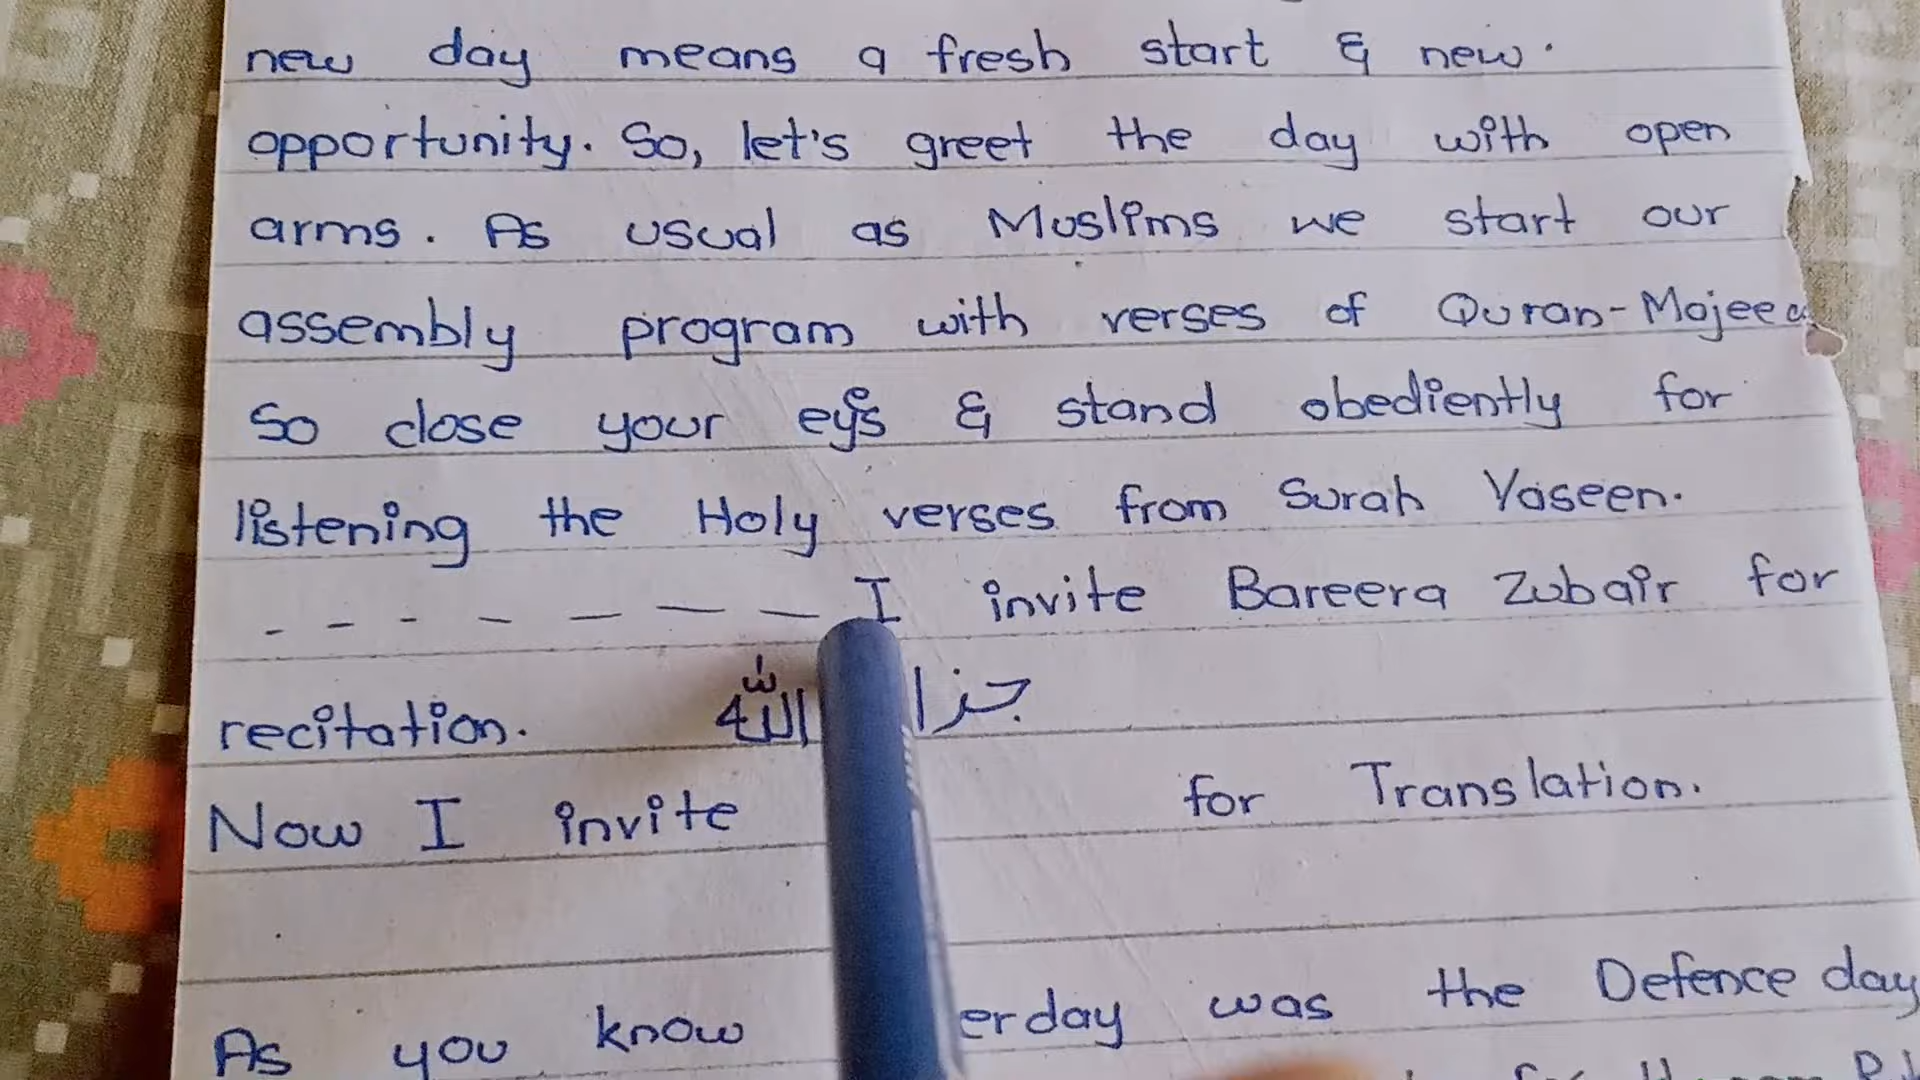 new day means a fresh start & new.
opportunity. So, let's greet the day with open
arms. As usual as Muslims we start our
assembly program with verses of Quran-Majeed
So close your eyes & stand obediently for
listening the Holy verses from Surah Yaseen.
- - - - - - - I invite Bareera Zubair for
recitation. جزا اللّٰه
Now I invite for Translation.
As you know erday was the Defence day